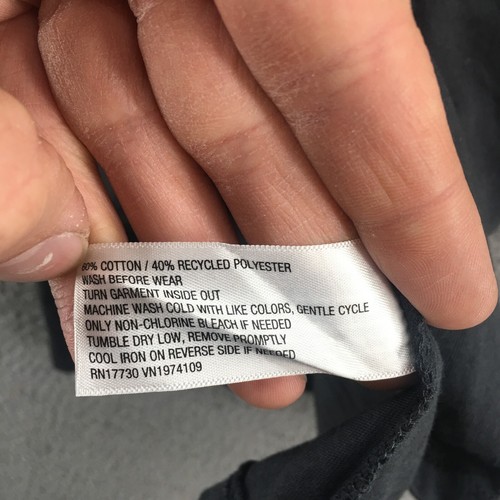 60% COTTON / 40% RECYCLED POLYESTER
WASH BEFORE WEAR
TURN GARMENT INSIDE OUT
MACHINE WASH COLD WITH LIKE COLORS, GENTLE CYCLE
ONLY NON-CHLORINE BLEACH IF NEEDED
TUMBLE DRY LOW, REMOVE PROMPTLY
COOL IRON ON REVERSE SIDE IF NEEDED
RN17730 VN1974109